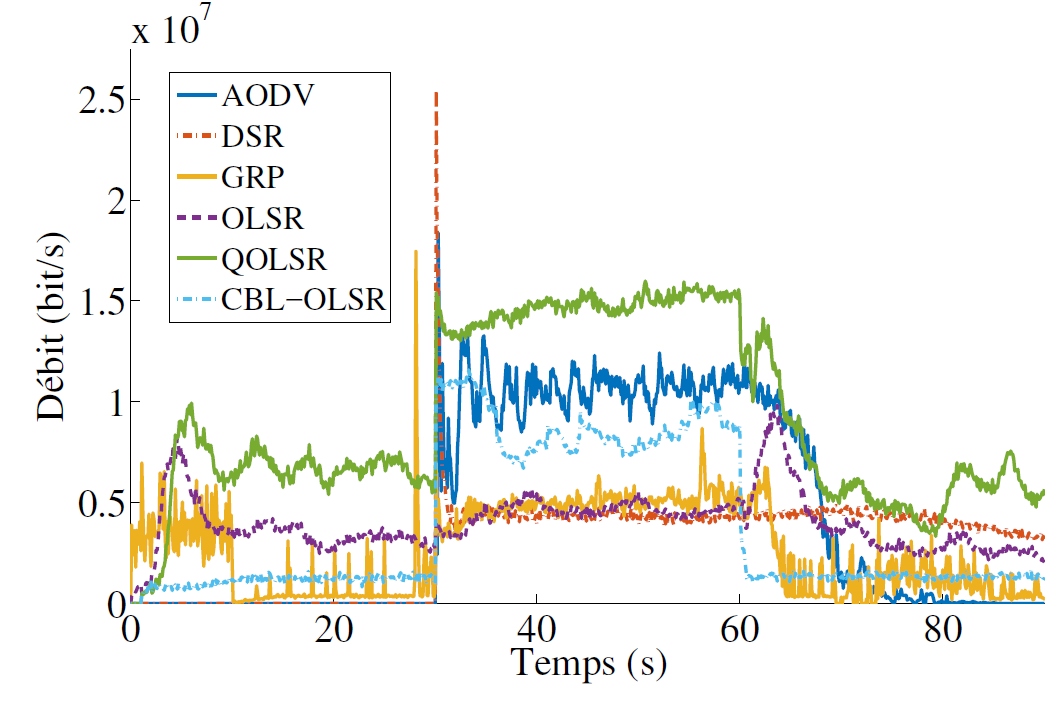 x 10^7
2.5
2
1.5
1
0.5
0
Débit (bit/s)
AODV
DSR
GRP
OLSR
QOLSR
CBL−OLSR
0 20 40 60 80
Temps (s)